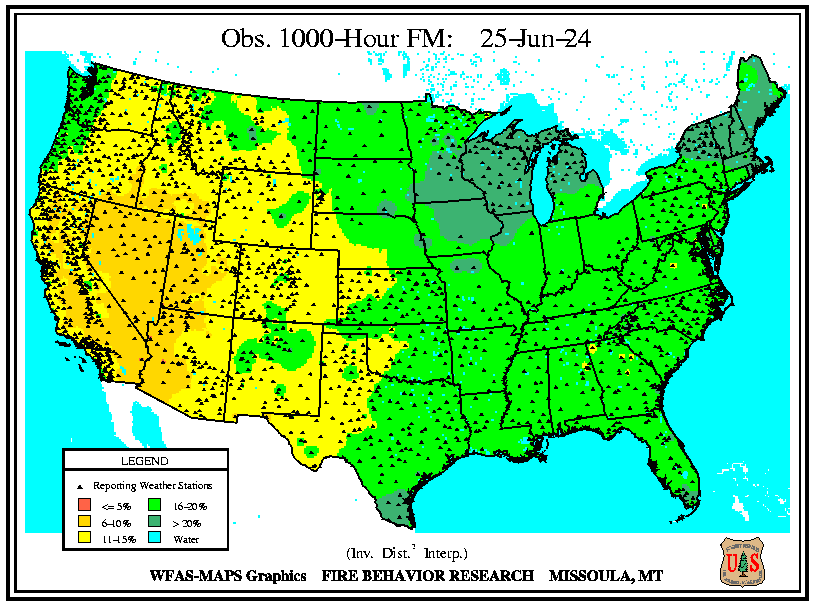 Obs. 1000-Hour FM: 25-Jun-24
LEGEND
Reporting Weather Stations
<= 5% 16-20%
6-10% > 20%
11-15% Water
(Inv. Dist.² Interp.)
WFAS-MAPS Graphics FIRE BEHAVIOR RESEARCH MISSOULA, MT
U S